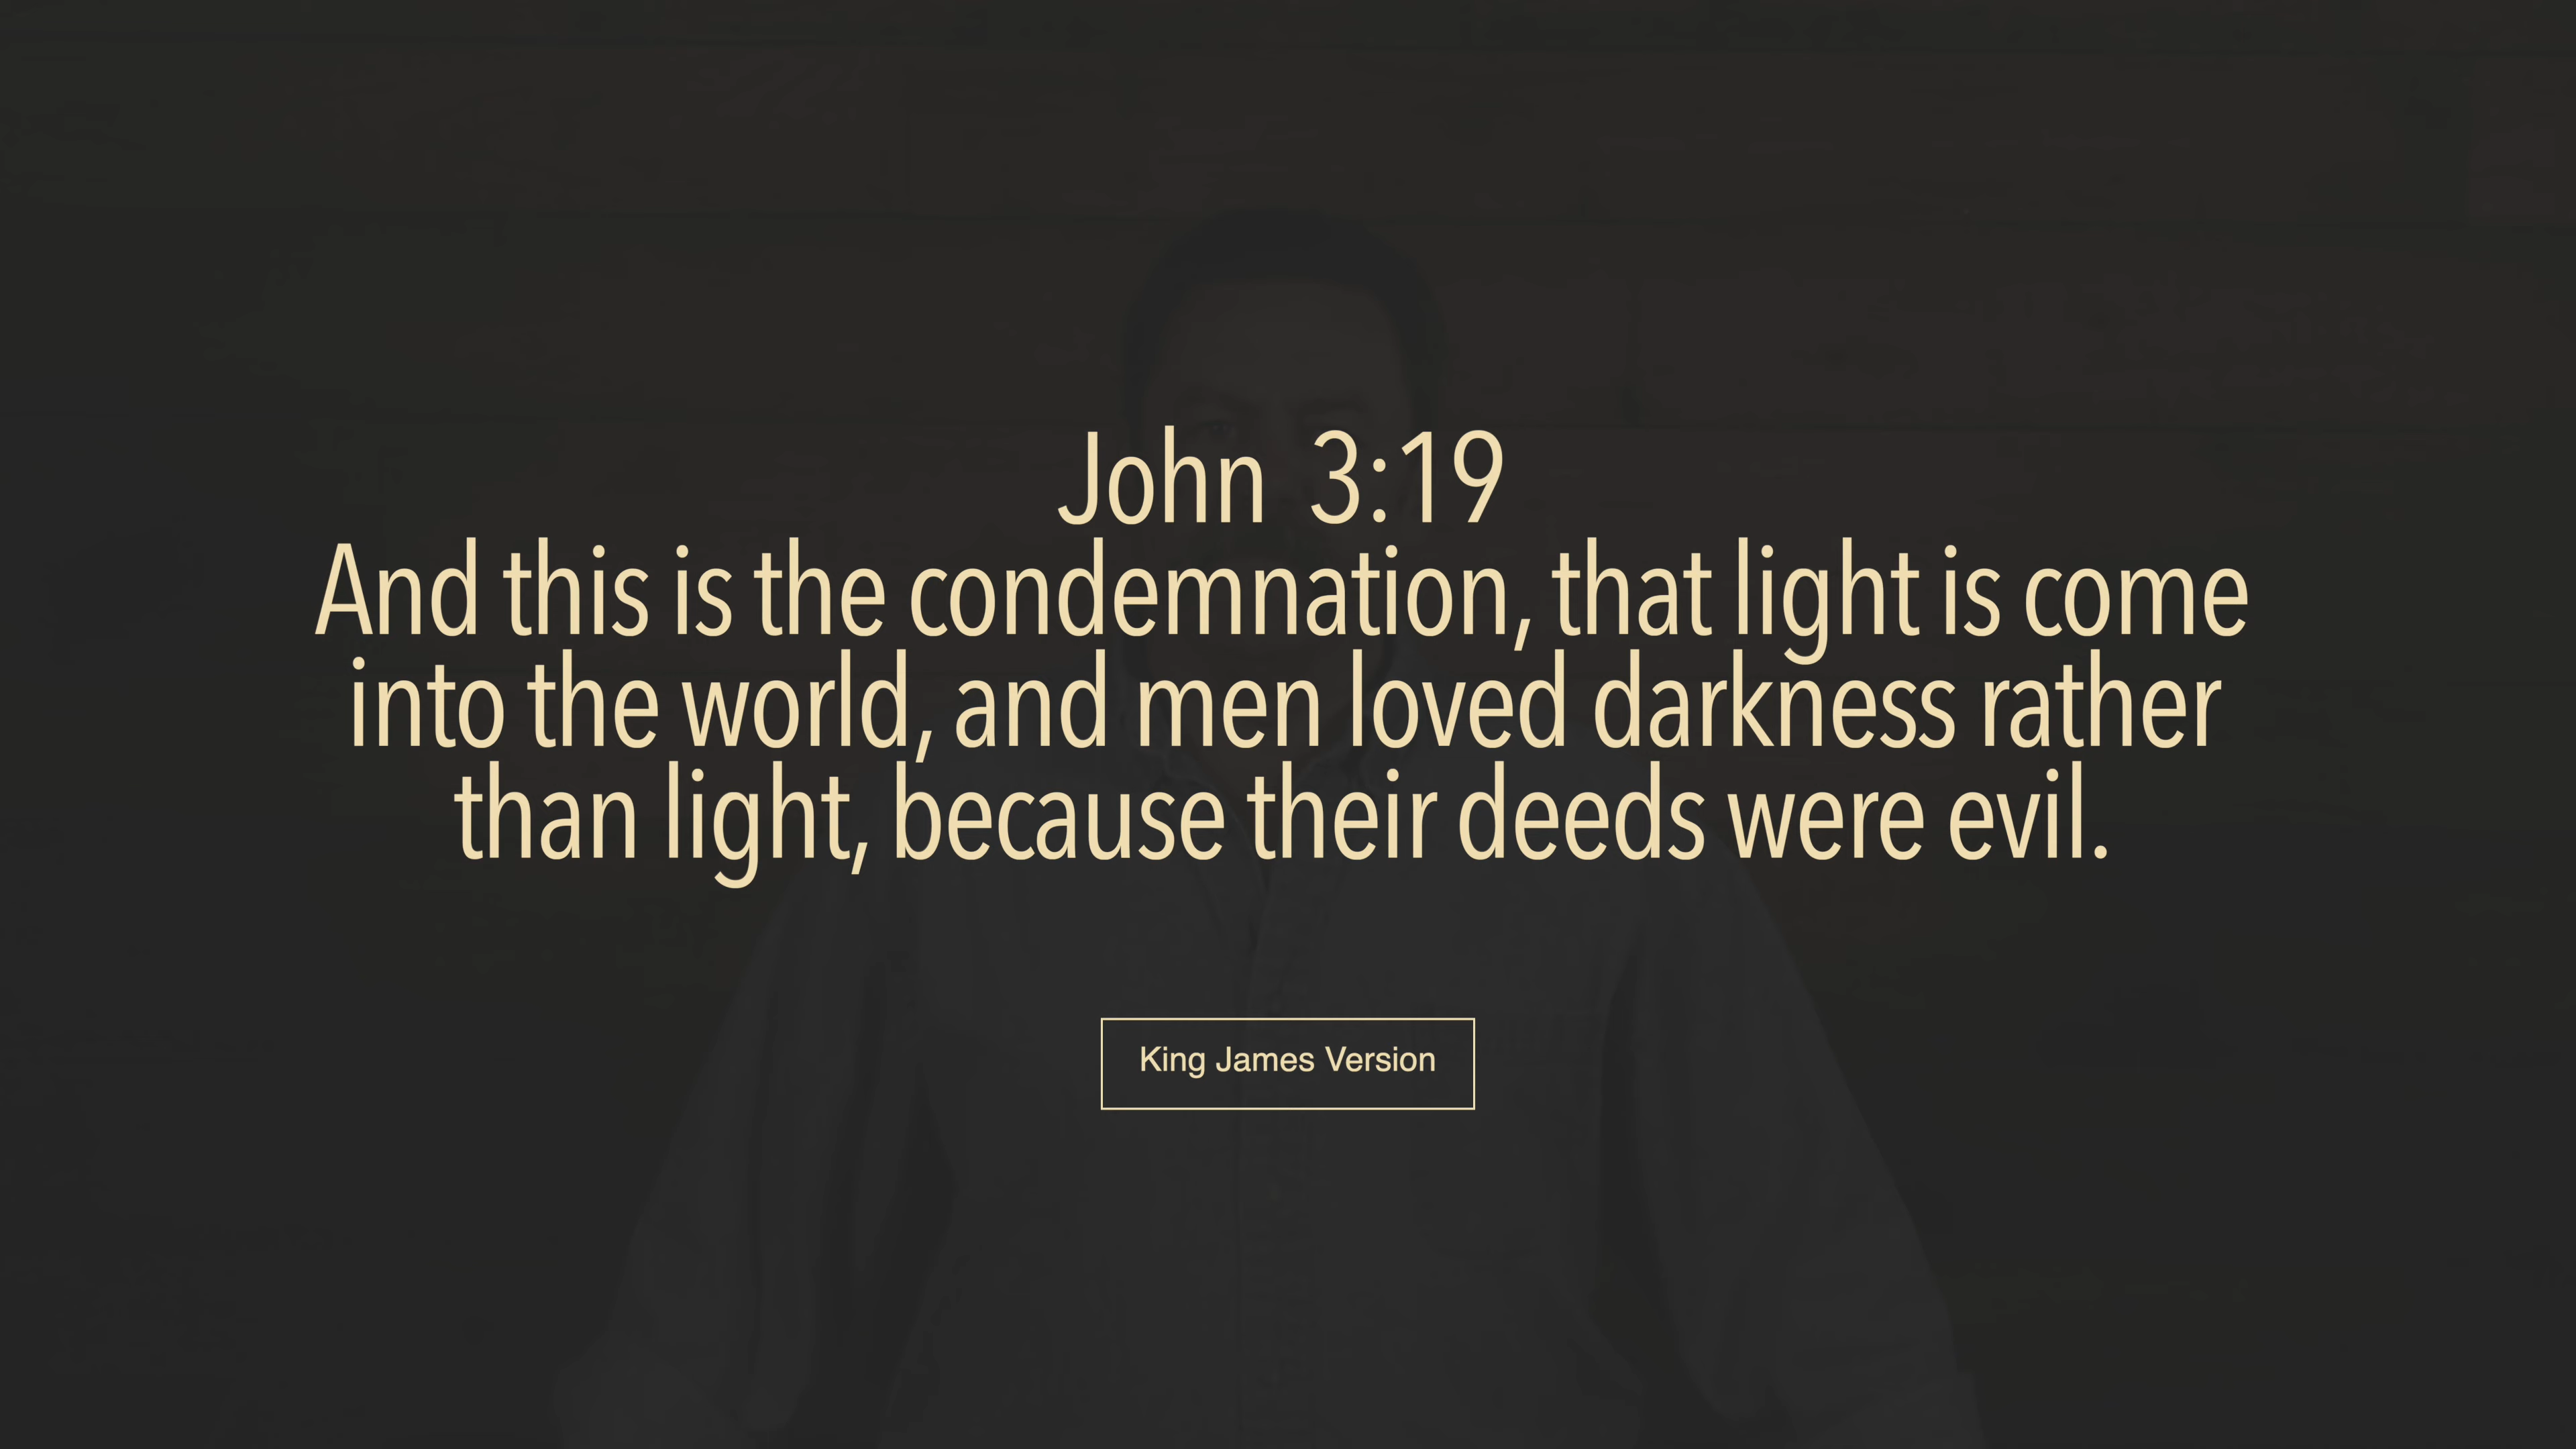 John 3:19
And this is the condemnation, that light is come
into the world, and men loved darkness rather
than light, because their deeds were evil.
King James Version